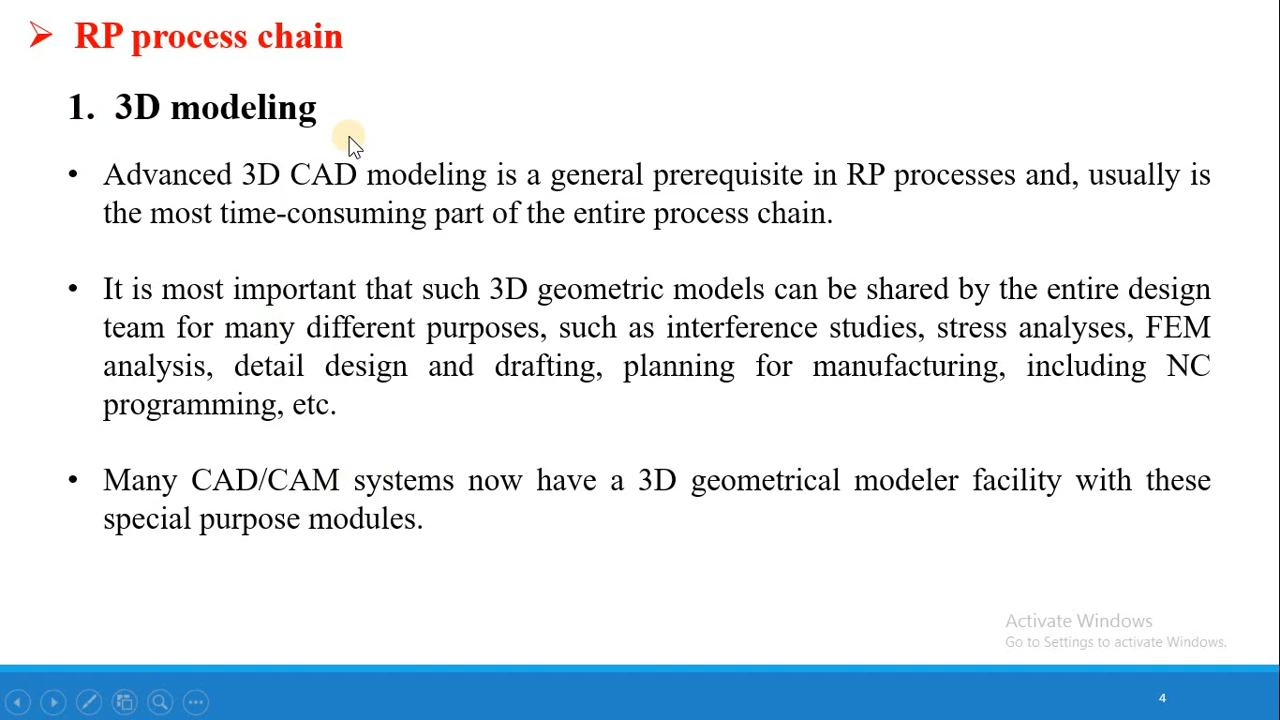 RP process chain
1. 3D modeling
• Advanced 3D CAD modeling is a general prerequisite in RP processes and, usually is
the most time-consuming part of the entire process chain.
• It is most important that such 3D geometric models can be shared by the entire design
team for many different purposes, such as interference studies, stress analyses, FEM
analysis, detail design and drafting, planning for manufacturing, including NC
programming, etc.
• Many CAD/CAM systems now have a 3D geometrical modeler facility with these
special purpose modules.
Activate Windows
Go to Settings to activate Windows.
4